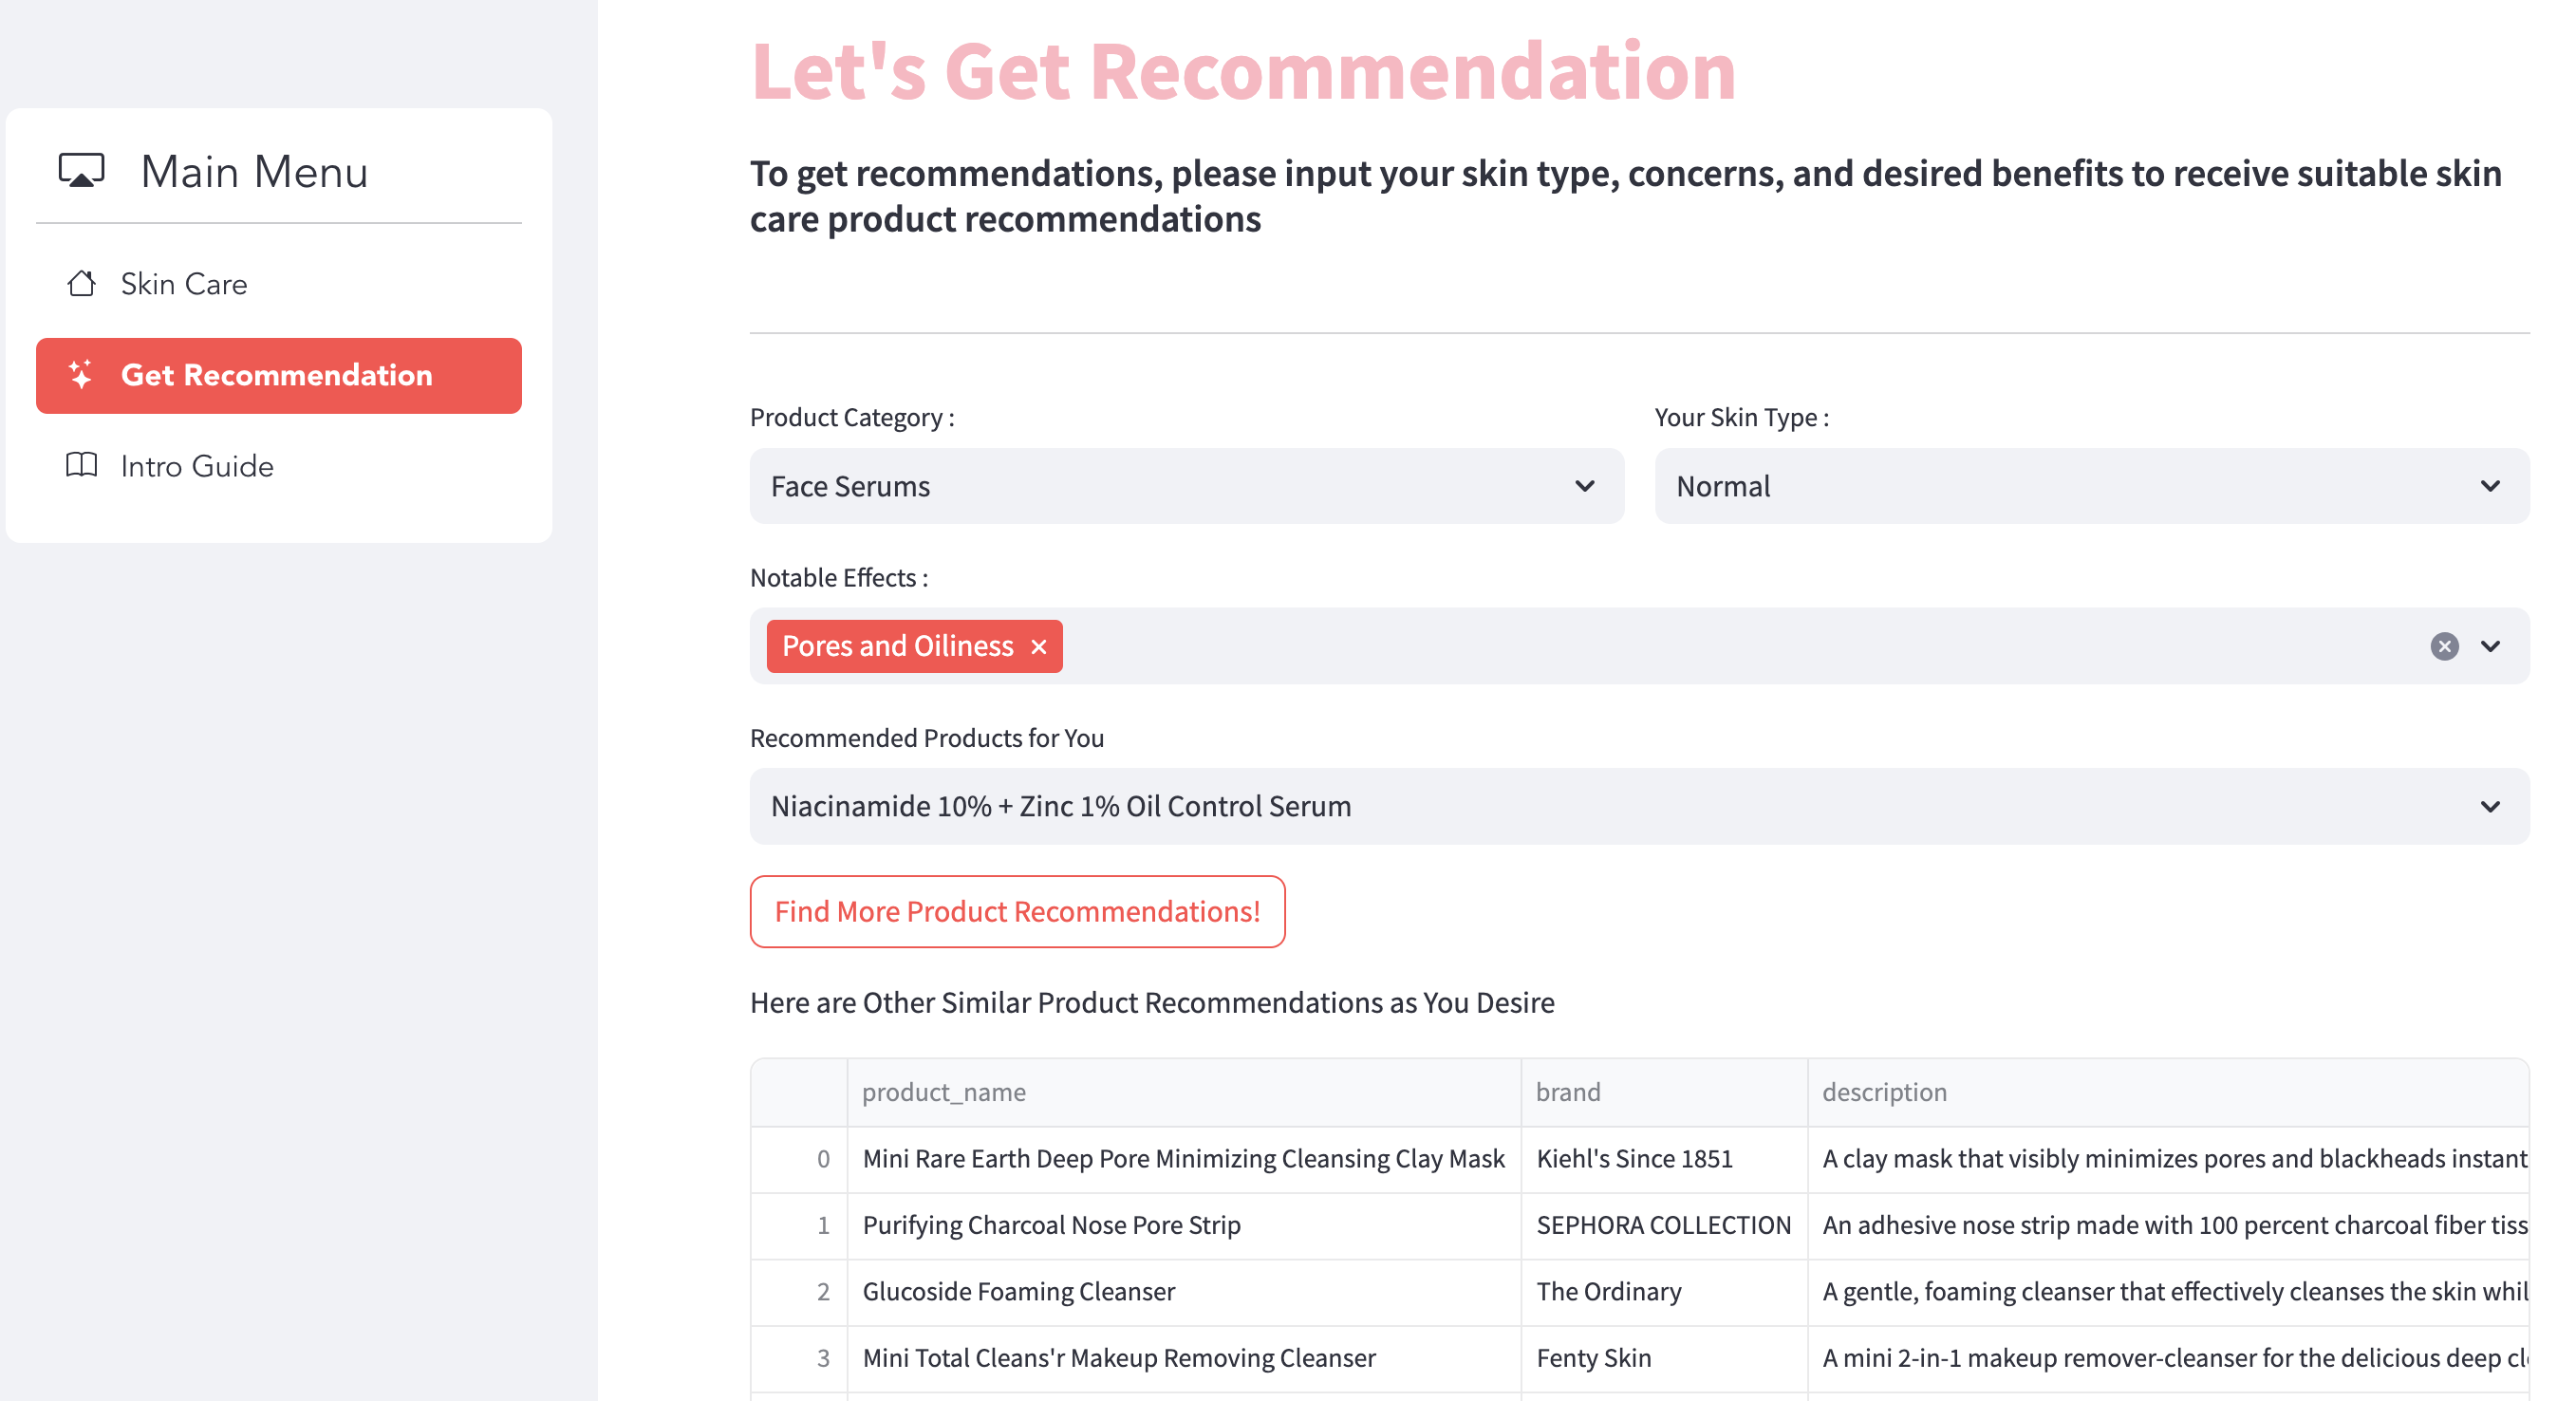 Main Menu
Skin Care
Get Recommendation
Intro Guide
Let's Get Recommendation
To get recommendations, please input your skin type, concerns, and desired benefits to receive suitable skin
care product recommendations
Product Category :
Your Skin Type :
Face Serums
Normal
Notable Effects :
Pores and Oiliness
Recommended Products for You
Niacinamide 10% + Zinc 1% Oil Control Serum
Find More Product Recommendations!
Here are Other Similar Product Recommendations as You Desire
product_name brand description
0 Mini Rare Earth Deep Pore Minimizing Cleansing Clay Mask Kiehl's Since 1851 A clay mask that visibly minimizes pores and blackheads instant
1 Purifying Charcoal Nose Pore Strip SEPHORA COLLECTION An adhesive nose strip made with 100 percent charcoal fiber tiss
2 Glucoside Foaming Cleanser The Ordinary A gentle, foaming cleanser that effectively cleanses the skin whil
3 Mini Total Cleans'r Makeup Removing Cleanser Fenty Skin A mini 2-in-1 makeup remover-cleanser for the delicious deep cl